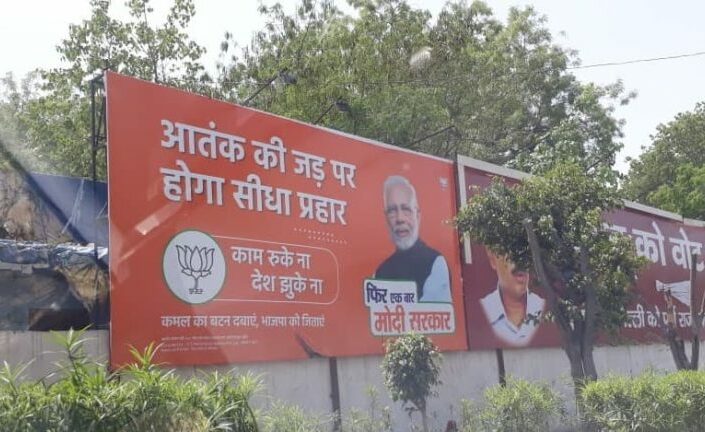 आतंक की जड़ पर
होगा सीधा प्रहार
काम रुके ना
देश झुके ना
कमल का बटन दबाएं, भाजपा को जिताएं
फिर एक बार
मोदी सरकार
को वोट